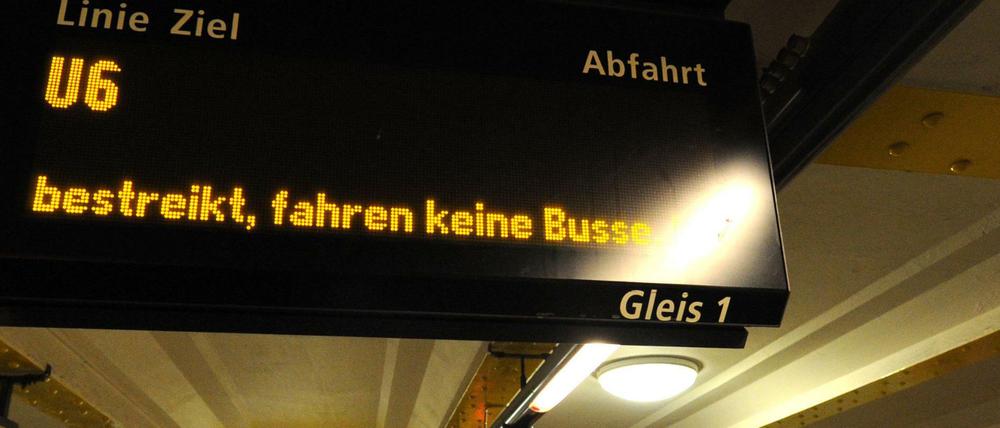 Linie Ziel
Abfahrt
U6
bestreikt, fahren keine Busse
Gleis 1